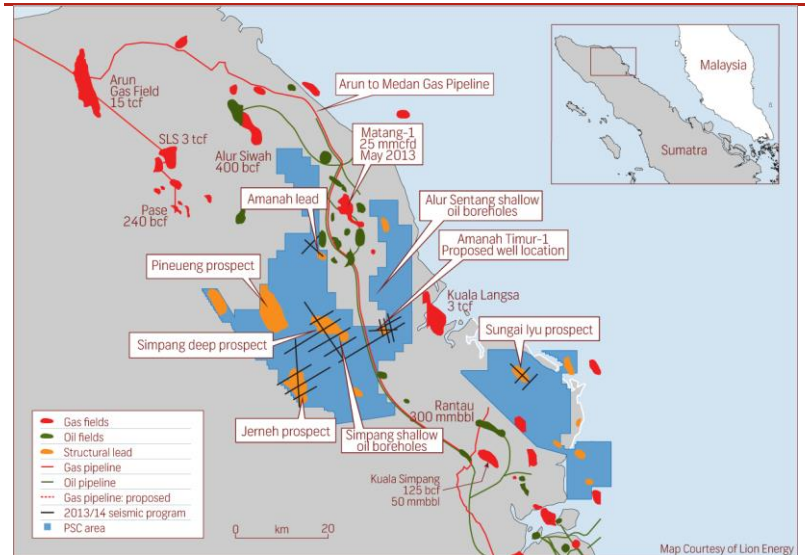 Arun
Gas Field
15 tcf
Arun to Medan Gas Pipeline
Malaysia
Sumatra
SLS 3 tcf
Alur Siwah
400 bcf
Matang-1
25 mmcfd
May 2013
Pase
240 bcf
Amanah lead
Alur Sentang shallow
oil boreholes
Amanah Timur-1
Proposed well location
Pineueng prospect
Kuala Langsa
3 tcf
Sungai Iyu prospect
Simpang deep prospect
Rantau
300 mmbbl
Jerneh prospect
Simpang shallow
oil boreholes
Kuala Simpang
125 bcf
50 mmbbl
Gas fields
Oil fields
Structural lead
Gas pipeline
Oil pipeline
Gas pipeline: proposed
2013/14 seismic program
PSC area
0 km 20
Map Courtesy of Lion Energy